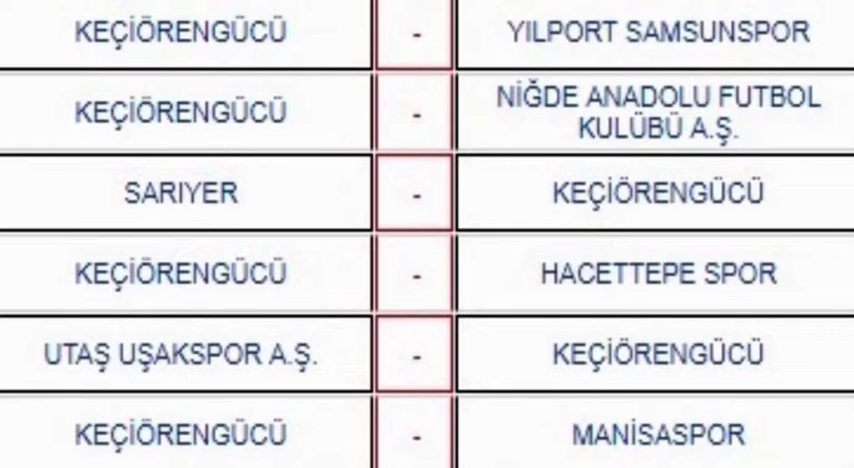 KEÇİÖRENGÜCÜ - YILPORT SAMSUNSPOR
KEÇİÖRENGÜCÜ - NİĞDE ANADOLU FUTBOL
KULÜBÜ A.Ş.
SARIYER - KEÇİÖRENGÜCÜ
KEÇİÖRENGÜCÜ - HACETTEPE SPOR
UTAŞ UŞAKSPOR A.Ş. - KEÇİÖRENGÜCÜ
KEÇİÖRENGÜCÜ - MANİSASPOR